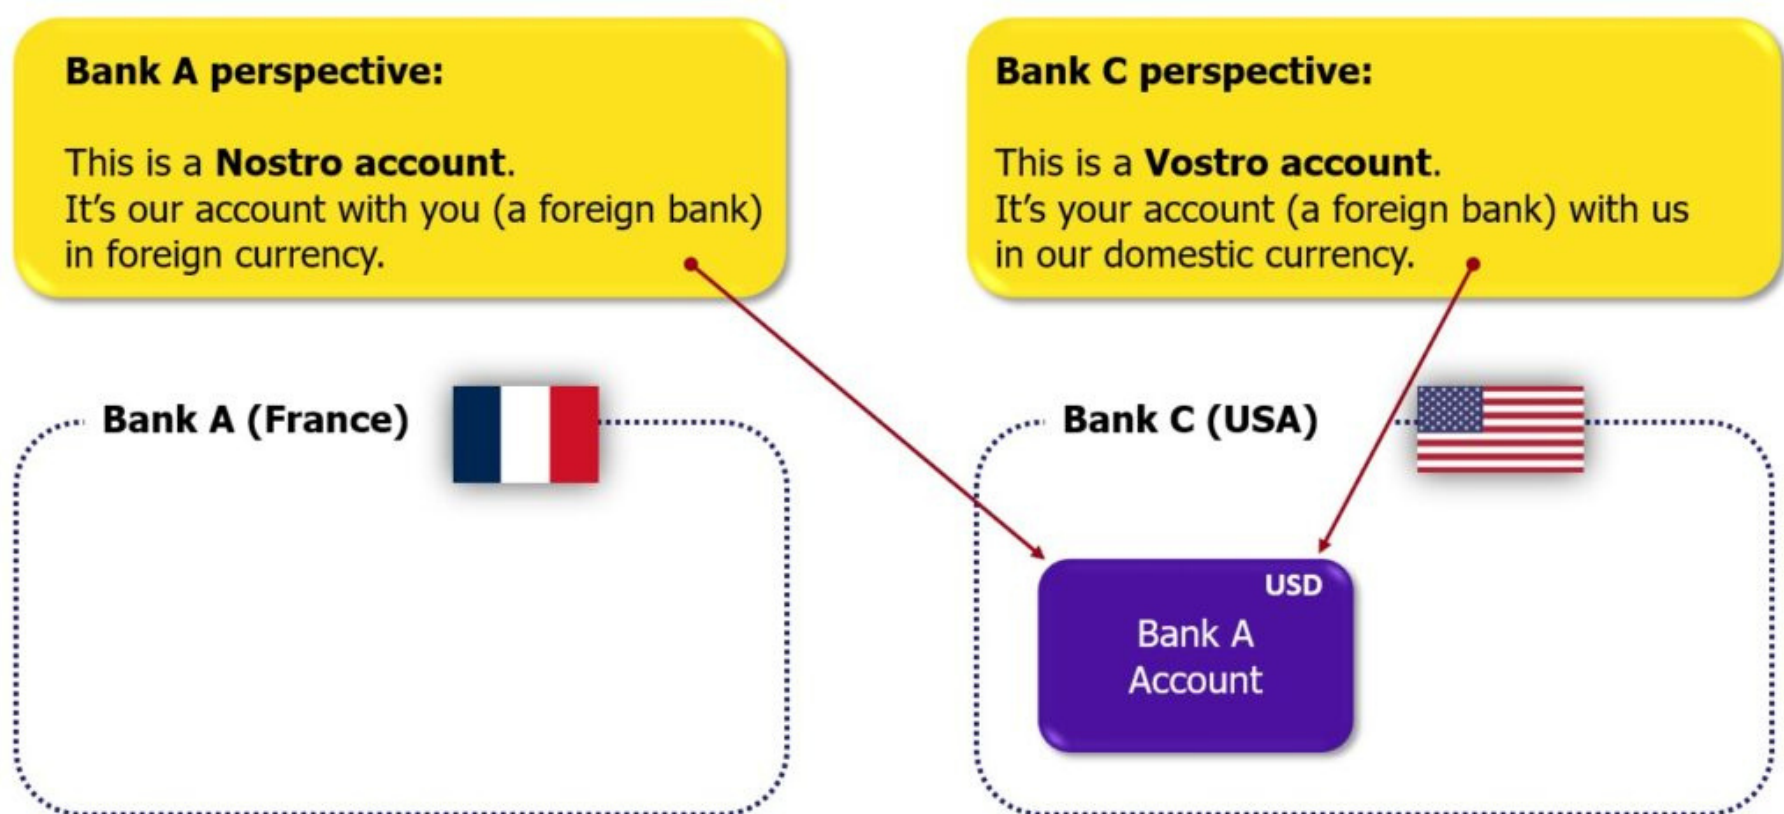 Bank A perspective:
This is a Nostro account.
It's our account with you (a foreign bank)
in foreign currency.
Bank C perspective:
This is a Vostro account.
It's your account (a foreign bank) with us
in our domestic currency.
Bank A (France)
Bank C (USA)
USD
Bank A
Account